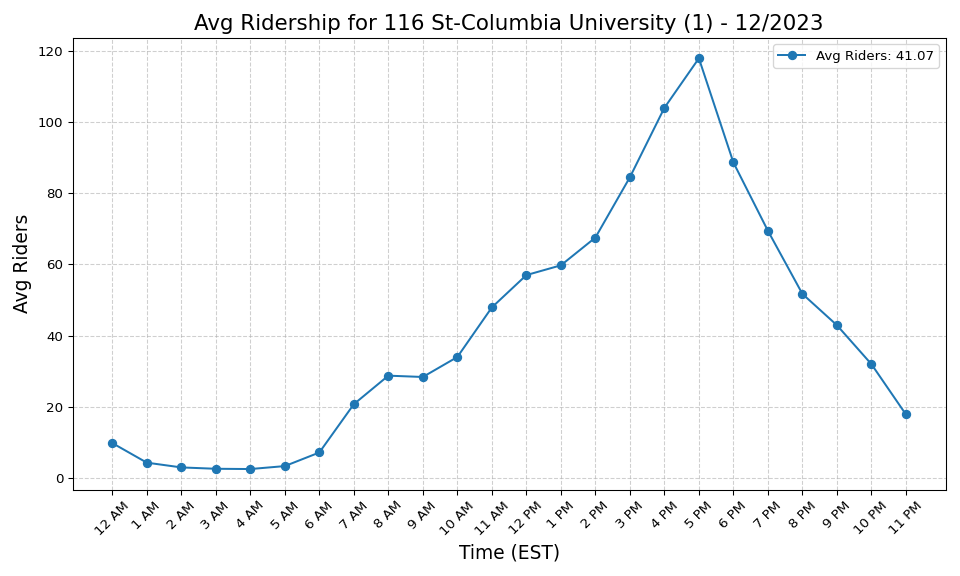 Avg Ridership for 116 St-Columbia University (1) - 12/2023
Avg Riders: 41.07
120
100
80
60
40
20
0
Avg Riders
12 AM
1 AM
2 AM
3 AM
4 AM
5 AM
6 AM
7 AM
8 AM
9 AM
10 AM
11 AM
12 PM
1 PM
2 PM
3 PM
4 PM
5 PM
6 PM
7 PM
8 PM
9 PM
10 PM
11 PM
Time (EST)